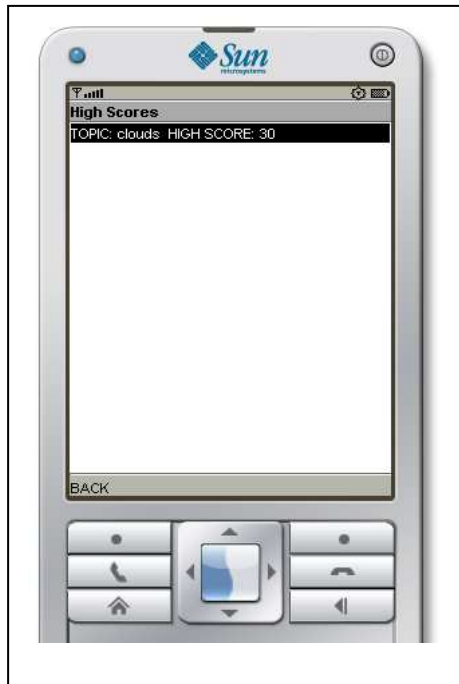 Sun
microsystems
High Scores
TOPIC: clouds HIGH SCORE: 30
BACK